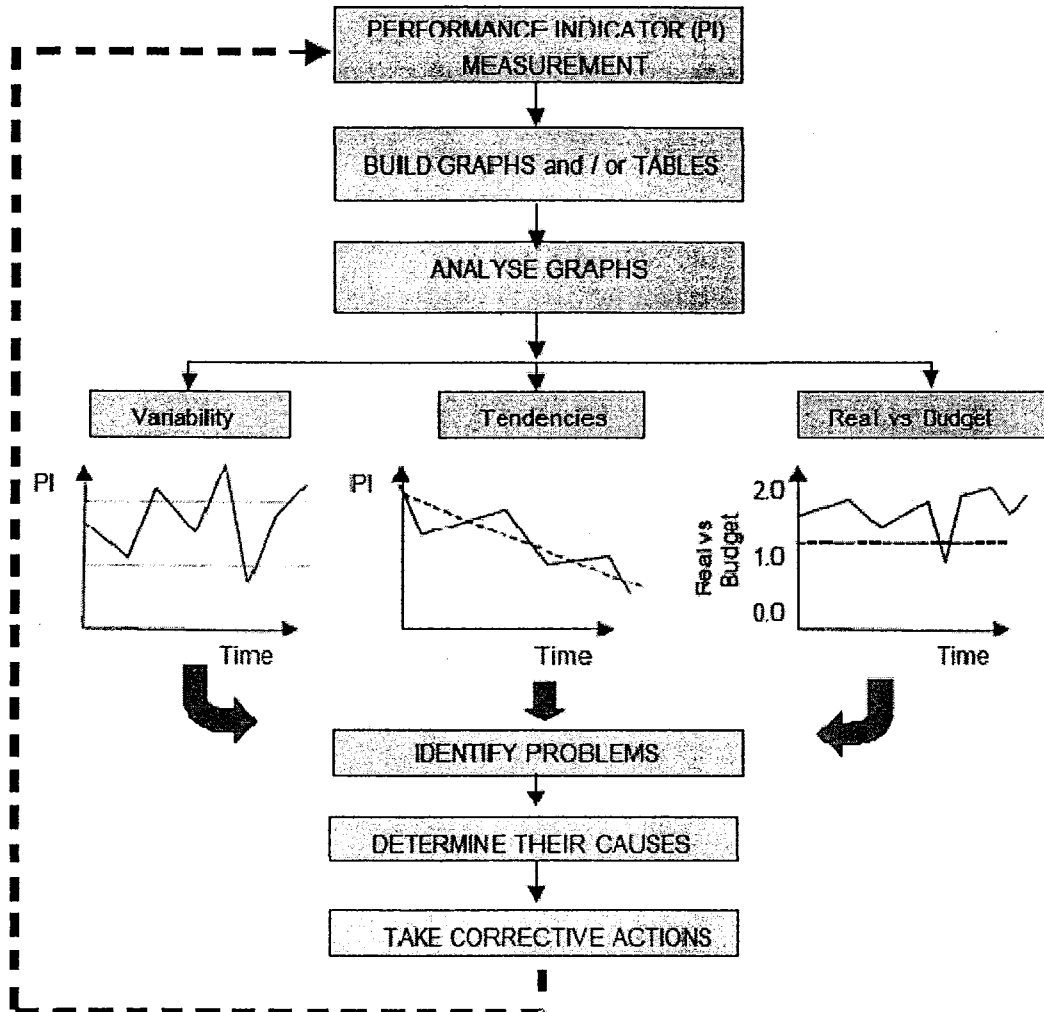 PERFORMANCE INDICATOR (PI)
MEASUREMENT
BUILD GRAPHS and / or TABLES
ANALYSE GRAPHS
Variability
Tendencies
Real vs Budget
PI
Time
PI
Time
Real vs
Budget
2.0
1.0
0.0
Time
IDENTIFY PROBLEMS
DETERMINE THEIR CAUSES
TAKE CORRECTIVE ACTIONS